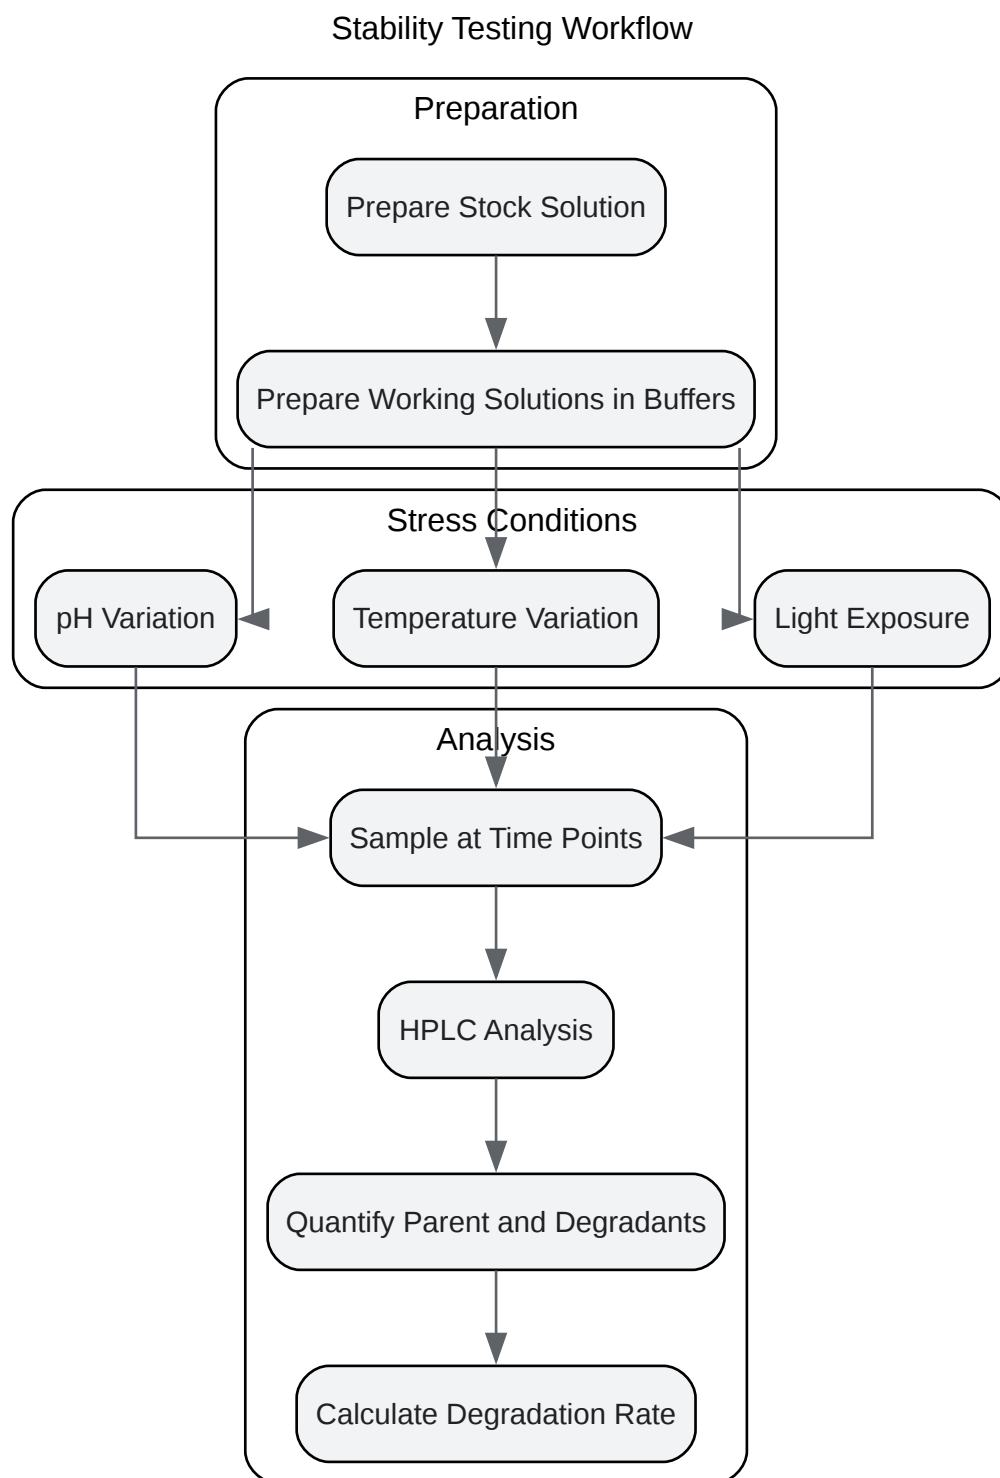 Stability Testing Workflow
Preparation
Prepare Stock Solution
Prepare Working Solutions in Buffers
Stress Conditions
pH Variation
Temperature Variation
Light Exposure
Analysis
Sample at Time Points
HPLC Analysis
Quantify Parent and Degradants
Calculate Degradation Rate